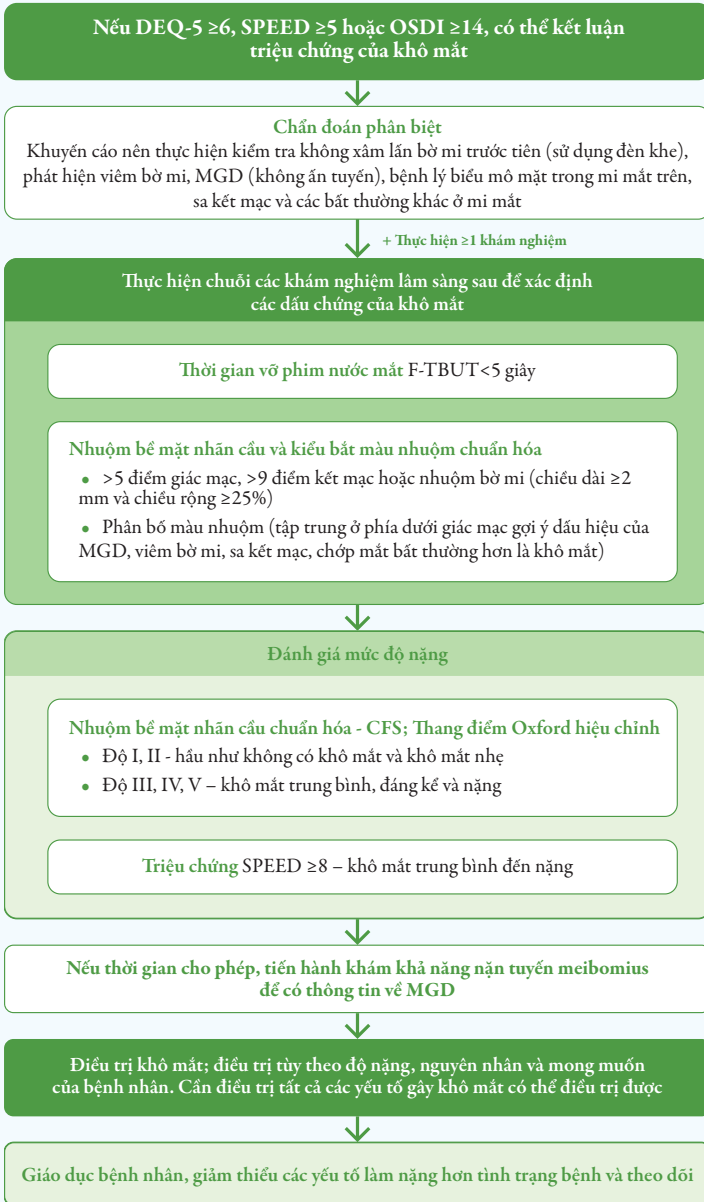 Nếu DEQ-5 ≥6, SPEED ≥5 hoặc OSDI ≥14, có thể kết luận
triệu chứng của khô mắt
Chẩn đoán phân biệt
Khuyến cáo nên thực hiện kiểm tra không xâm lấn bờ mi trước tiên (sử dụng đèn khe),
phát hiện viêm bờ mi, MGD (không ấn tuyến), bệnh lý biểu mô mặt trong mi mắt trên,
sa kết mạc và các bất thường khác ở mi mắt
+ Thực hiện ≥1 khám nghiệm
Thực hiện chuỗi các khám nghiệm lâm sàng sau để xác định
các dấu chứng của khô mắt
Thời gian vỡ phim nước mắt F-TBUT<5 giây
Nhuộm bề mặt nhãn cầu và kiểu bắt màu nhuộm chuẩn hóa
• >5 điểm giác mạc, >9 điểm kết mạc hoặc nhuộm bờ mi (chiều dài ≥2
mm và chiều rộng ≥25%)
• Phân bố màu nhuộm (tập trung ở phía dưới giác mạc gợi ý dấu hiệu của
MGD, viêm bờ mi, sa kết mạc, chớp mắt bất thường hơn là khô mắt)
Đánh giá mức độ nặng
Nhuộm bề mặt nhãn cầu chuẩn hóa - CFS; Thang điểm Oxford hiệu chỉnh
• Độ I, II - hầu như không có khô mắt và khô mắt nhẹ
• Độ III, IV, V – khô mắt trung bình, đáng kể và nặng
Triệu chứng SPEED ≥8 – khô mắt trung bình đến nặng
Nếu thời gian cho phép, tiến hành khám khả năng nặn tuyến meibomius
để có thông tin về MGD
Điều trị khô mắt; điều trị tùy theo độ nặng, nguyên nhân và mong muốn
của bệnh nhân. Cần điều trị tất cả các yếu tố gây khô mắt có thể điều trị được
Giáo dục bệnh nhân, giảm thiểu các yếu tố làm nặng hơn tình trạng bệnh và theo dõi